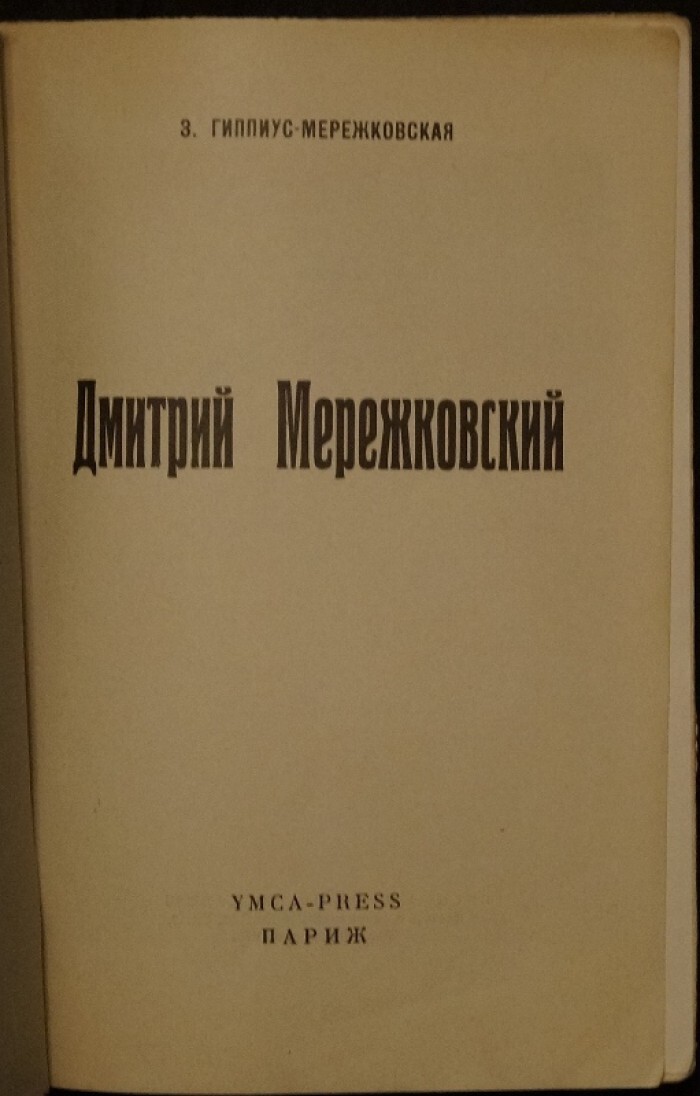 З. ГИППИУС-МЕРЕЖКОВСКАЯ
Дмитрий Мережковский
YMCA-PRESS
ПАРИЖ